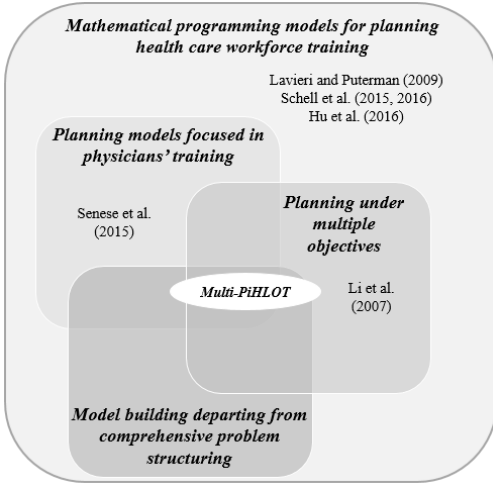 Mathematical programming models for planning
health care workforce training
Lavieri and Puterman (2009)
Schell et al. (2015, 2016)
Hu et al. (2016)
Planning models focused in
physicians’ training
Senese et al.
(2015)
Planning under
multiple
objectives
Li et al.
(2007)
Multi-PiHLOT
Model building departing from
comprehensive problem
structuring